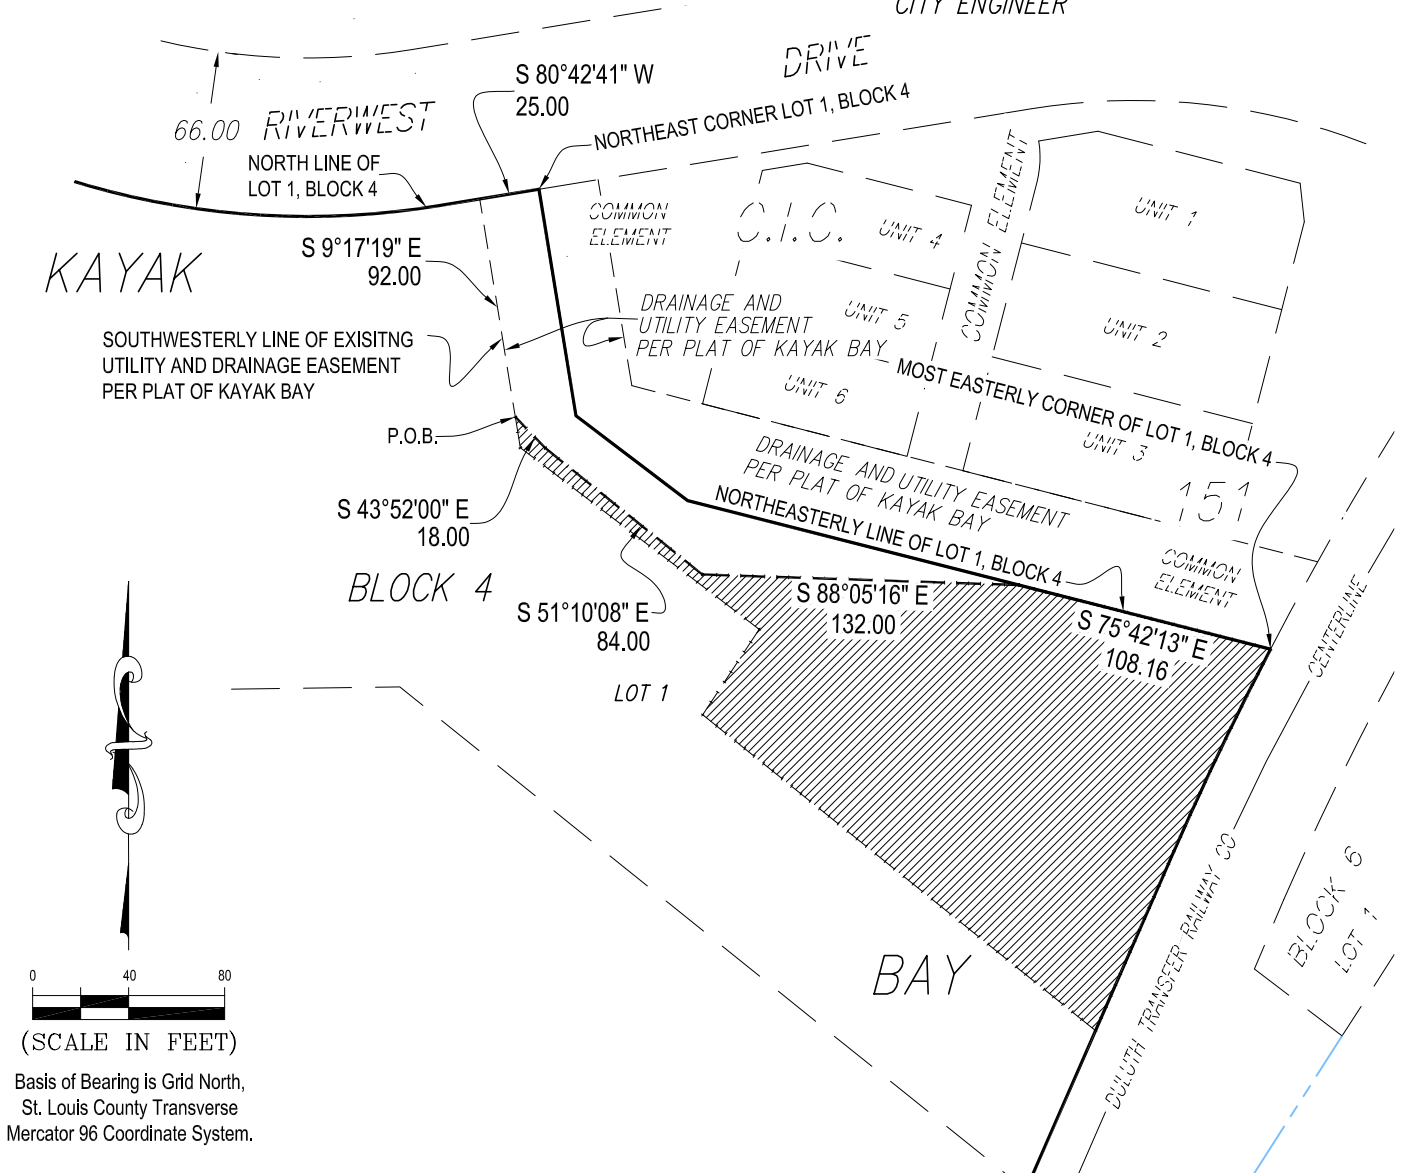 CITY ENGINEER
DRIVE
S 80°42'41" W
25.00
66.00
RIVERWEST
NORTHEAST CORNER LOT 1, BLOCK 4
NORTH LINE OF
LOT 1, BLOCK 4
COMMON
ELEMENT
C.I.C.
UNIT 4
COMMON ELEMENT
COMMON ELEMENT
UNIT 1
S 9°17'19" E
92.00
KAYAK
DRAINAGE AND
UTILITY EASEMENT
PER PLAT OF KAYAK BAY
UNIT 5
UNIT 2
SOUTHWESTERLY LINE OF EXISITNG
UTILITY AND DRAINAGE EASEMENT
PER PLAT OF KAYAK BAY
MOST EASTERLY CORNER OF LOT 1, BLOCK 4
UNIT 6
UNIT 3
P.O.B.
DRAINAGE AND UTILITY EASEMENT
PER PLAT OF KAYAK BAY
151
S 43°52'00" E
18.00
NORTHEASTERLY LINE OF LOT 1, BLOCK 4
COMMON
ELEMENT
BLOCK 4
S 51°10'08" E
84.00
S 88°05'16" E
132.00
S 75°42'13" E
108.16
CENTERLINE
LOT 1
DULUTH TRANSFER RAILWAY CO
BLOCK 6
LOT 1
BAY
0 40 80
(SCALE IN FEET)
Basis of Bearing is Grid North,
St. Louis County Transverse
Mercator 96 Coordinate System.